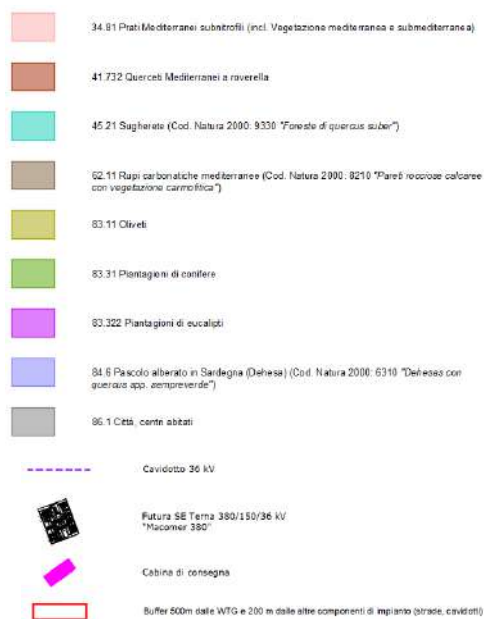 34.81 Prati Mediterranei subnitrofili (incl. Vegetazione mediterranea e submediterranea)
41.732 Querceti Mediterranei a roverella
45.21 Sugherete (Cod. Natura 2000: 9330 "Foreste di quercus suber")
62.11 Rupi carbonatiche mediterranee (Cod. Natura 2000: 8210 "Pareti rocciose calcaree
con vegetazione carmofitica")
83.11 Oliveti
83.31 Piantagioni di conifere
83.322 Piantagioni di eucalipti
84.6 Pascolo alberato in Sardegna (Dehesa) (Cod. Natura 2000: 6310 "Dehesas con
quercus spp. sempreverde")
86.1 Città, centri abitati
Cavidotto 36 kV
Futura SE Terna 380/150/36 kV
"Macomer 380"
Cabina di consegna
Buffer 500m dalle WTG e 200 m dalle altre componenti di impianto (strade, cavidotti)